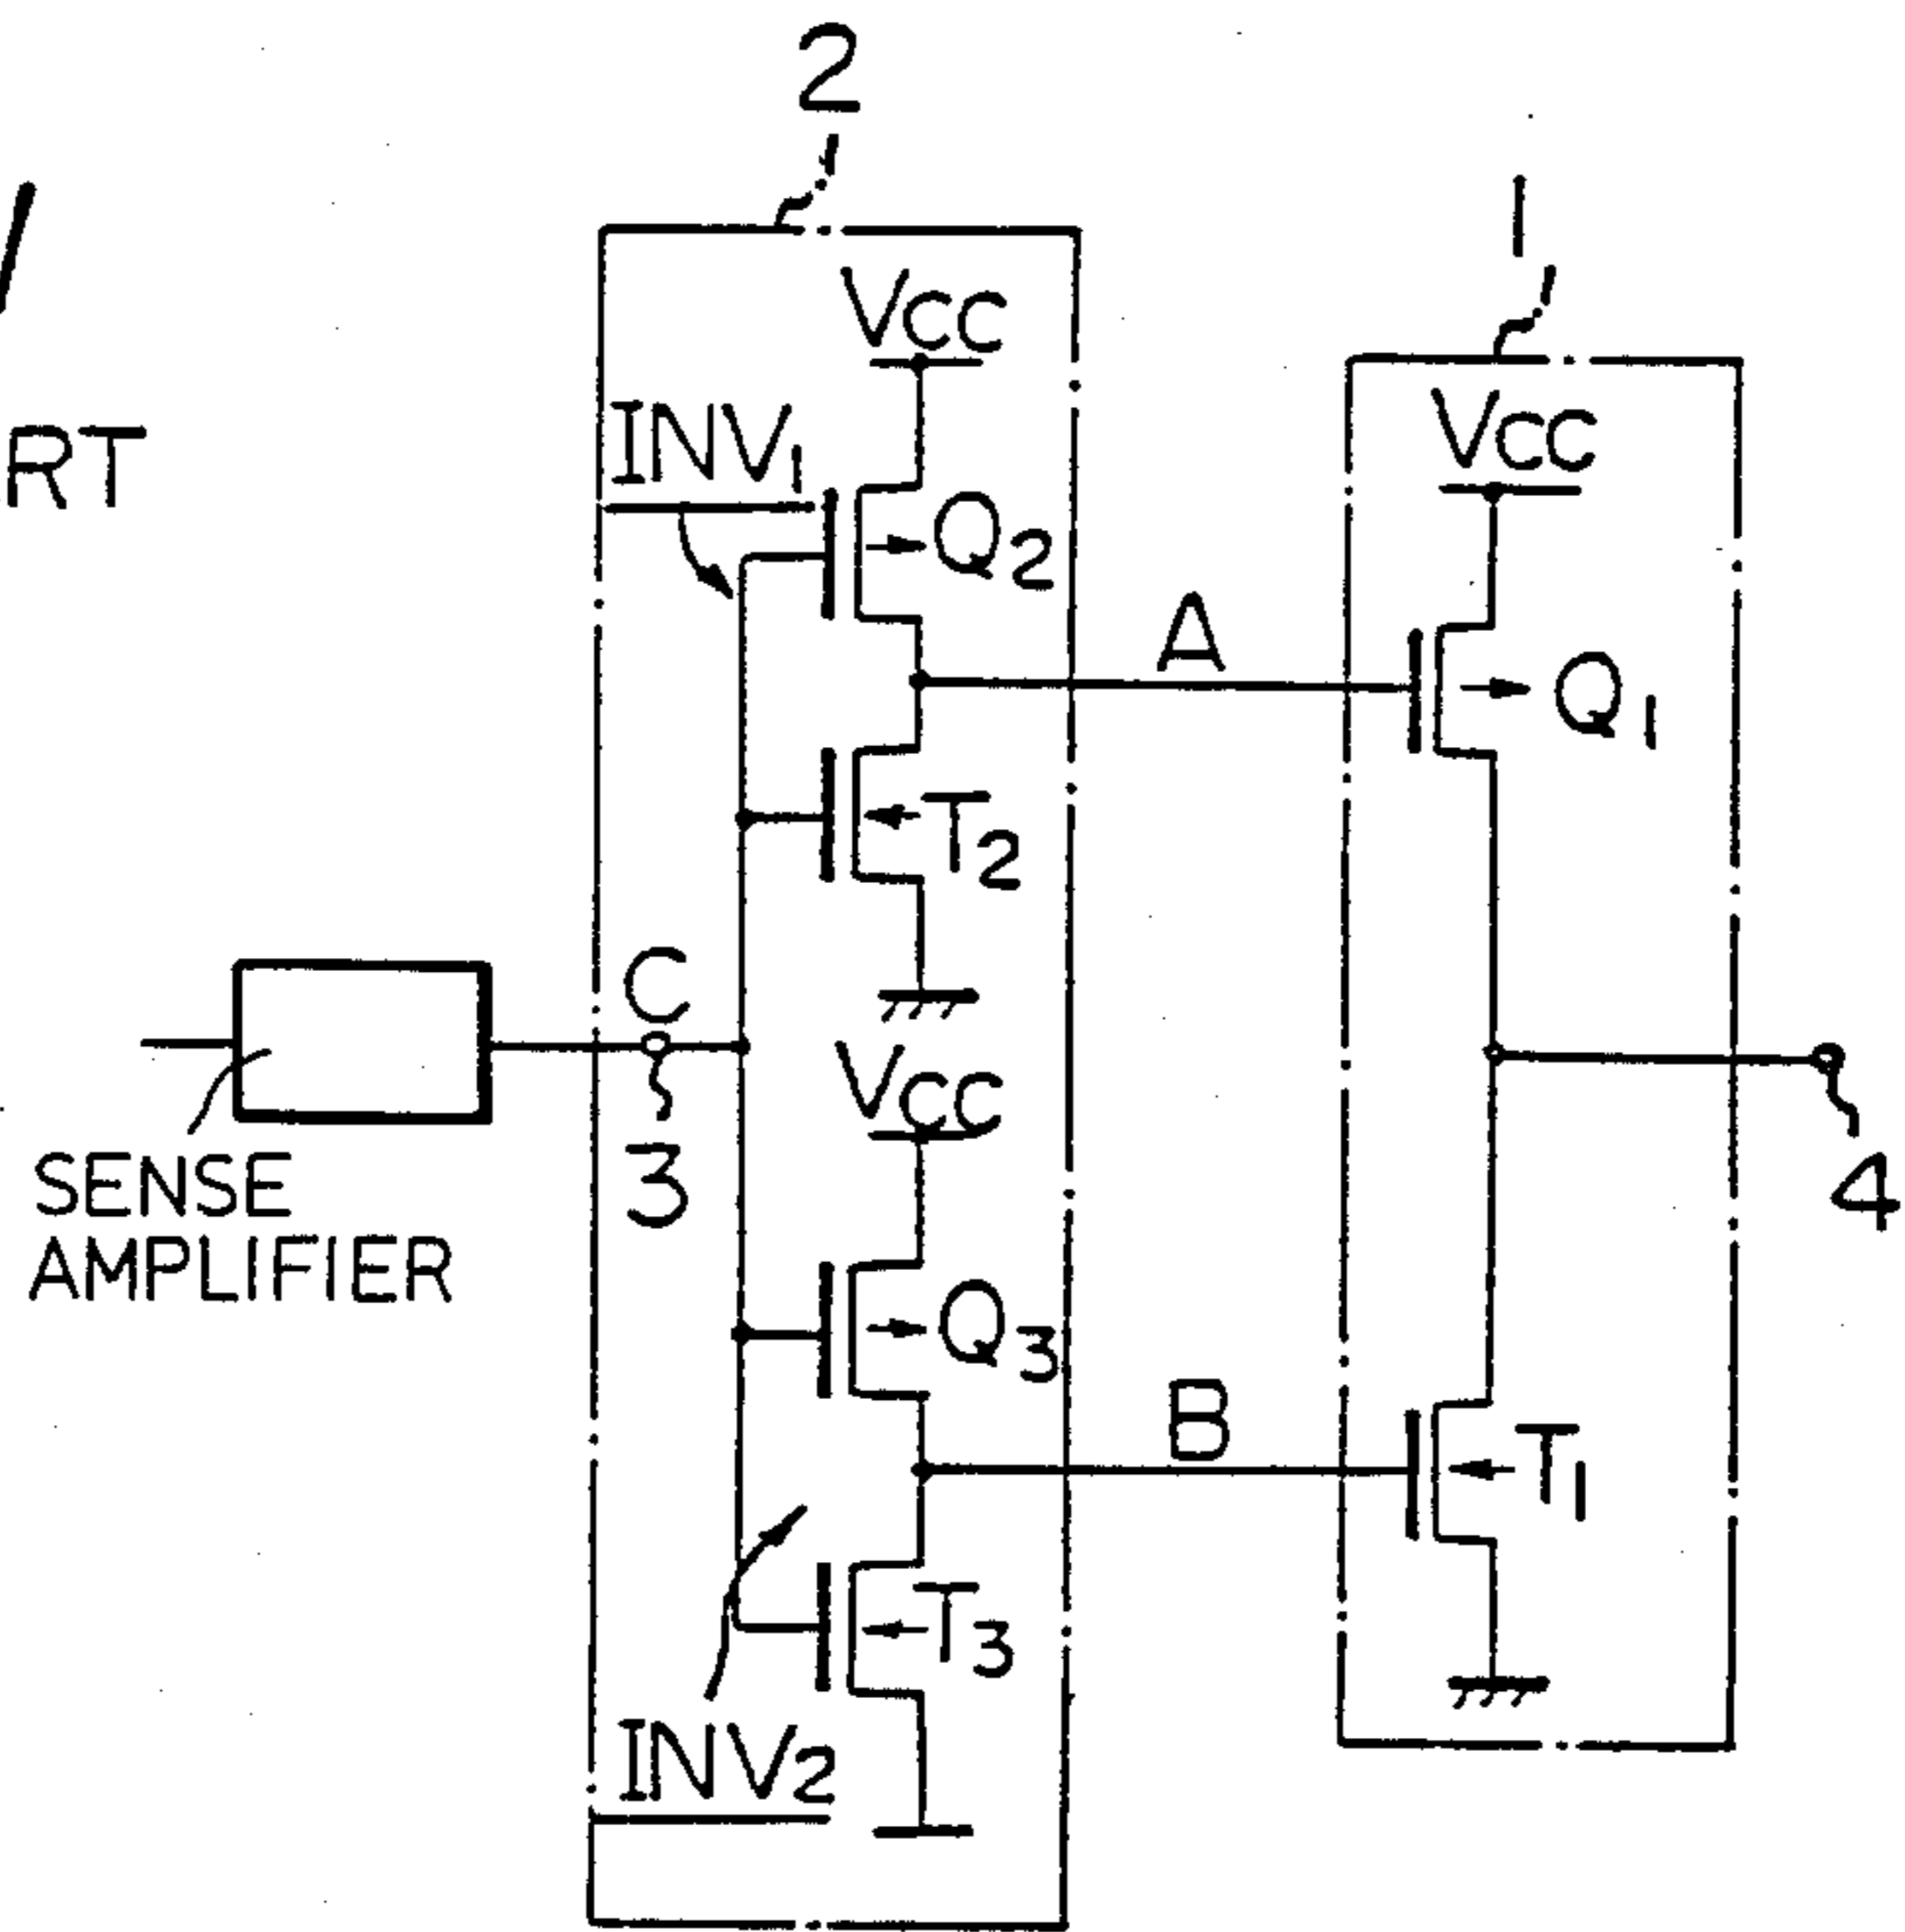 2
1
RT
VCC
INV1
Q2
VCC
A
Q1
T2
C
3
VCC
4
SENSE
AMPLIFIER
Q3
B
T1
T3
INV2